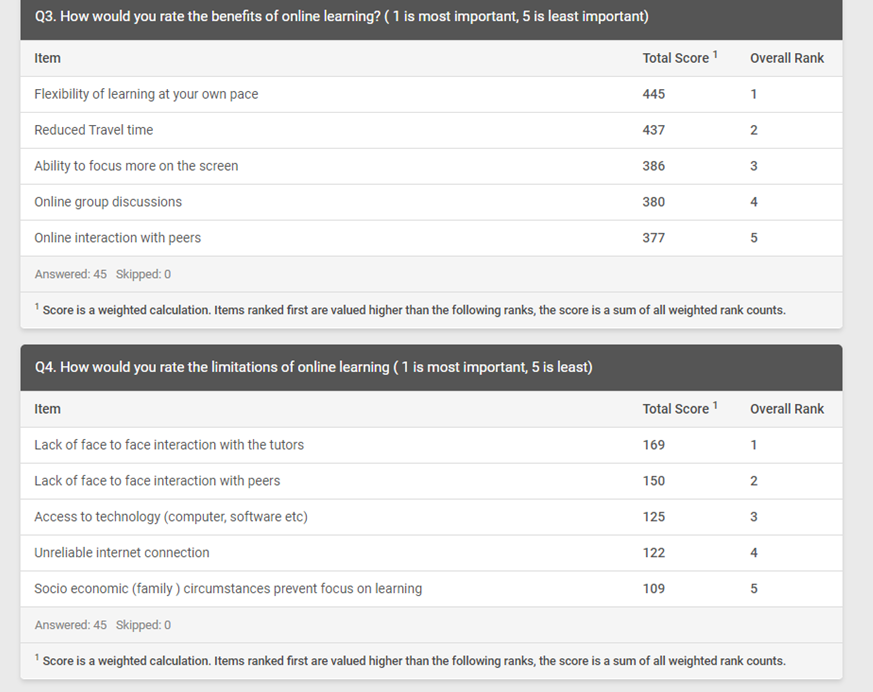 Q3. How would you rate the benefits of online learning? ( 1 is most important, 5 is least important)
Item Total Score 1 Overall Rank
Flexibility of learning at your own pace 445 1
Reduced Travel time 437 2
Ability to focus more on the screen 386 3
Online group discussions 380 4
Online interaction with peers 377 5
Answered: 45 Skipped: 0
1 Score is a weighted calculation. Items ranked first are valued higher than the following ranks, the score is a sum of all weighted rank counts.
Q4. How would you rate the limitations of online learning ( 1 is most important, 5 is least)
Item Total Score 1 Overall Rank
Lack of face to face interaction with the tutors 169 1
Lack of face to face interaction with peers 150 2
Access to technology (computer, software etc) 125 3
Unreliable internet connection 122 4
Socio economic (family ) circumstances prevent focus on learning 109 5
Answered: 45 Skipped: 0
1 Score is a weighted calculation. Items ranked first are valued higher than the following ranks, the score is a sum of all weighted rank counts.